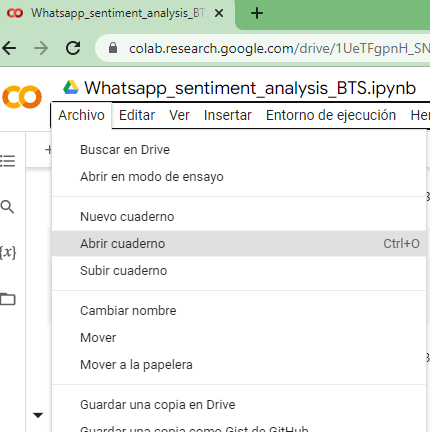 Whatsapp_sentiment_analysis_BTS
colab.research.google.com/drive/1UeTFgpnH_SN
Whatsapp_sentiment_analysis_BTS.ipynb
Archivo Editar Ver Insertar Entorno de ejecución Her
Buscar en Drive
Abrir en modo de ensayo
Nuevo cuaderno
Abrir cuaderno Ctrl+O
Subir cuaderno
Cambiar nombre
Mover
Mover a la papelera
Guardar una copia en Drive
Guardar una copia como Gist de GitHub
{x}